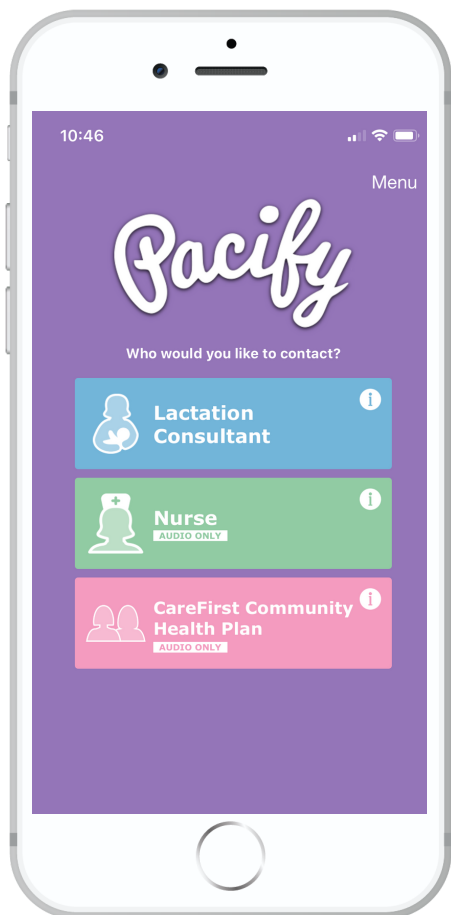 10:46
Menu
Pacify
Who would you like to contact?
Lactation
Consultant
Nurse
AUDIO ONLY
CareFirst Community
Health Plan
AUDIO ONLY